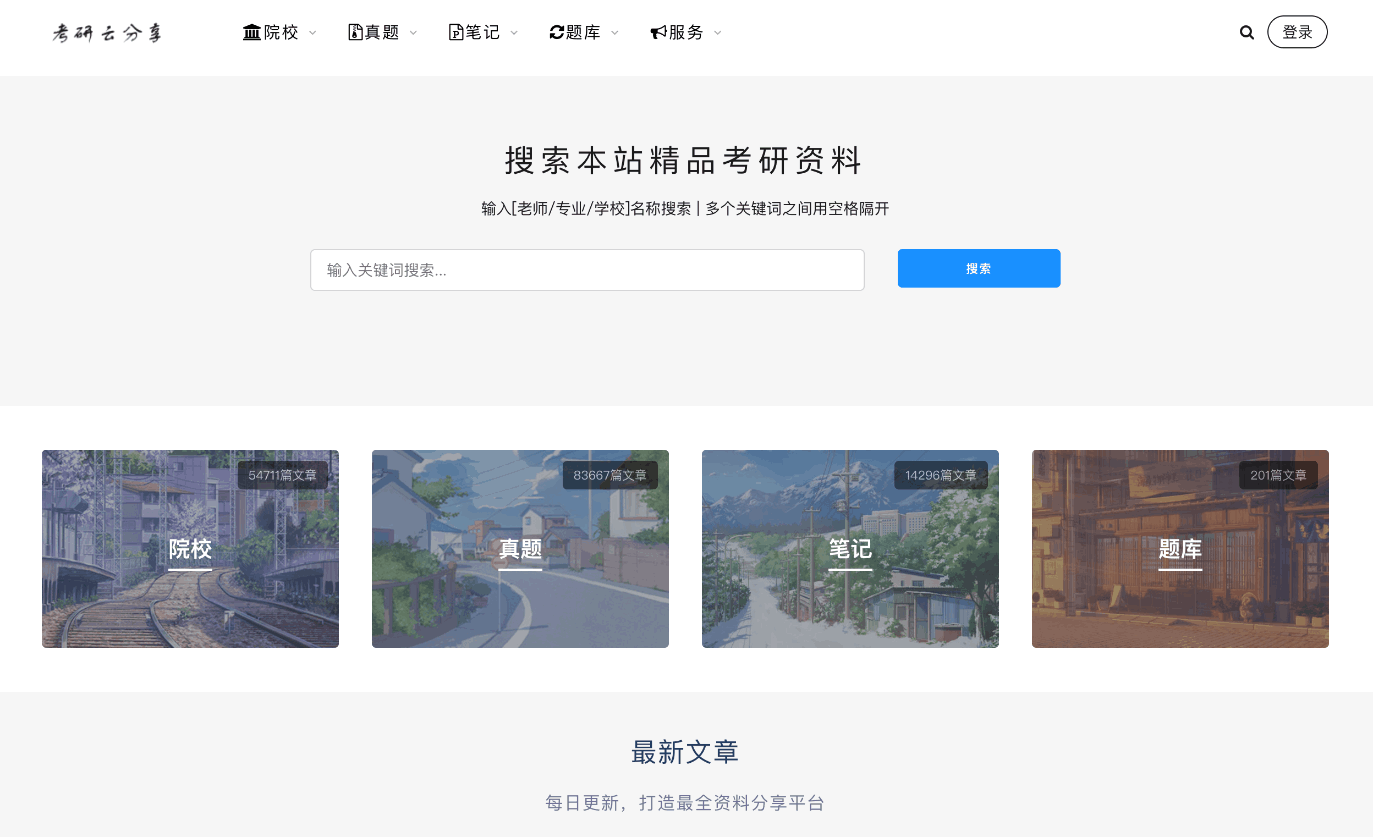 考研云分享
院校
真题
笔记
题库
服务
登录
搜索本站精品考研资料
输入[老师/专业/学校]名称搜索 | 多个关键词之间用空格隔开
输入关键词搜索...
搜索
54711篇文章
院校
83667篇文章
真题
14296篇文章
笔记
201篇文章
题库
最新文章
每日更新，打造最全资料分享平台